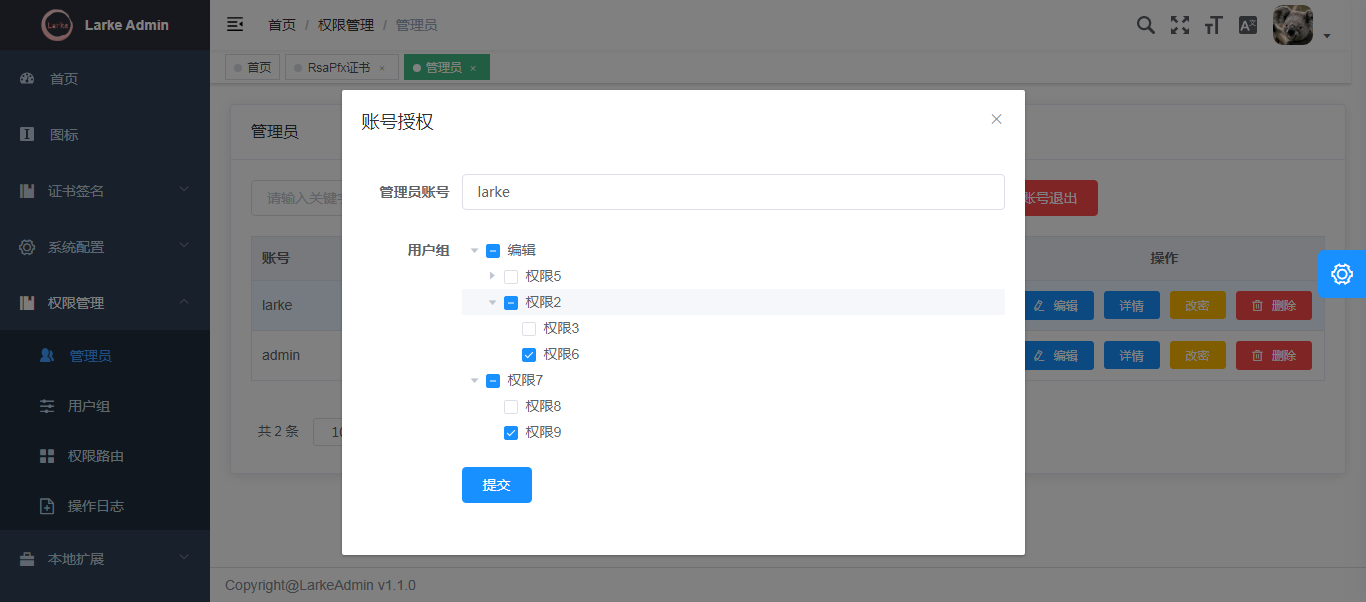 Larke
Larke Admin
首页 / 权限管理 / 管理员
首页
RsaPfx证书 ×
管理员 ×
首页
图标
证书签名
系统配置
权限管理
管理员
用户组
权限路由
操作日志
本地扩展
管理员
请输入关键字
账号退出
账号
操作
larke
编辑 详情 改密 删除
admin
编辑 详情 改密 删除
共 2 条
10
账号授权
管理员账号 larke
用户组
编辑
权限5
权限2
权限3
权限6
权限7
权限8
权限9
提交
Copyright@LarkeAdmin v1.1.0